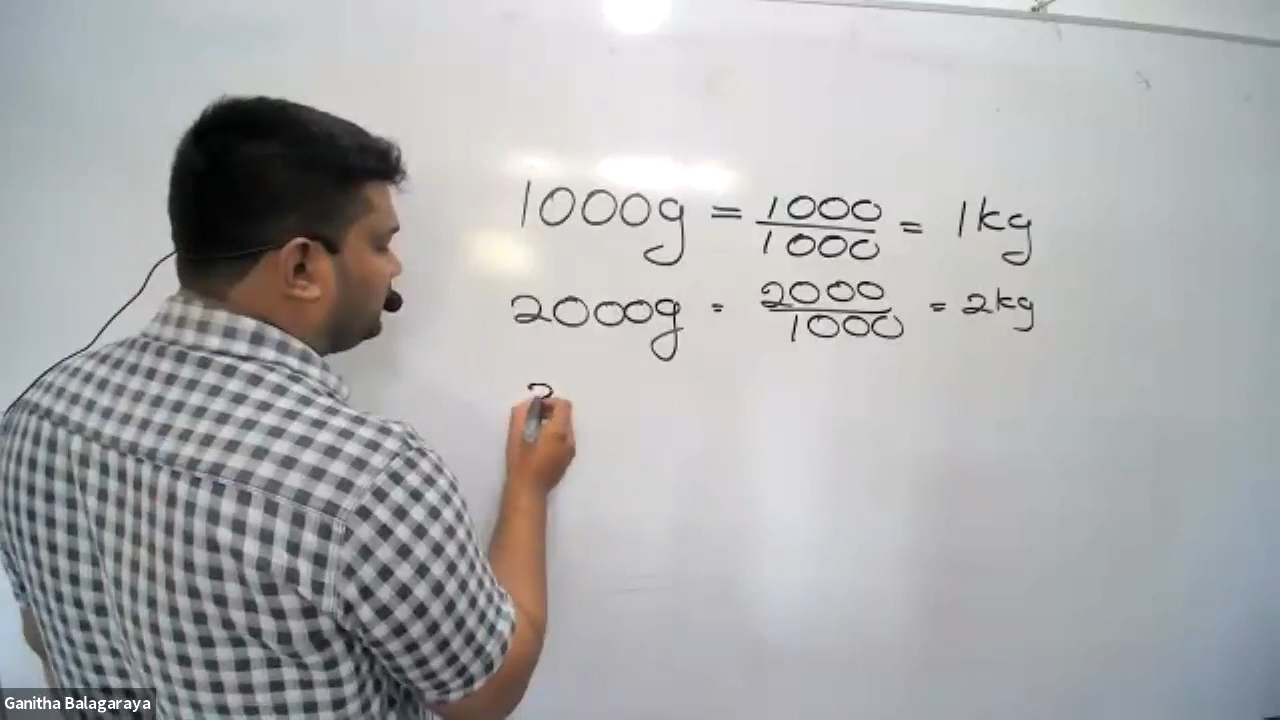 1000g = 1000/1000 = 1kg
2000g = 2000/1000 = 2kg
Ganitha Balagaraya